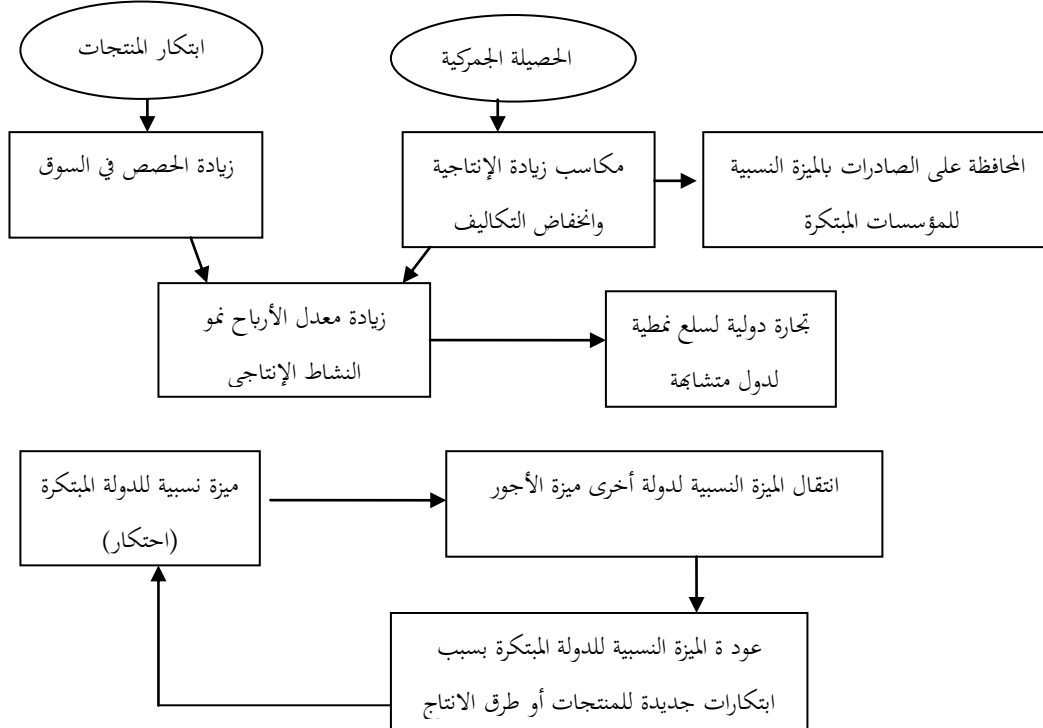 ابتكار المنتجات
الحصيلة الجمركية
زيادة الحصص في السوق
مكاسب زيادة الإنتاجية
وانخفاض التكاليف
المحافظة على الصادرات بالميزة النسبية
للمؤسسات المبتكرة
زيادة معدل الأرباح نمو
النشاط الإنتاجي
تجارة دولية لسلع نمطية
لدول متشابهة
ميزة نسبية للدولة المبتكرة
(احتكار)
انتقال الميزة النسبية لدولة أخرى ميزة الأجور
عود ة الميزة النسبية للدولة المبتكرة بسبب
ابتكارات جديدة للمنتجات أو طرق الانتاج